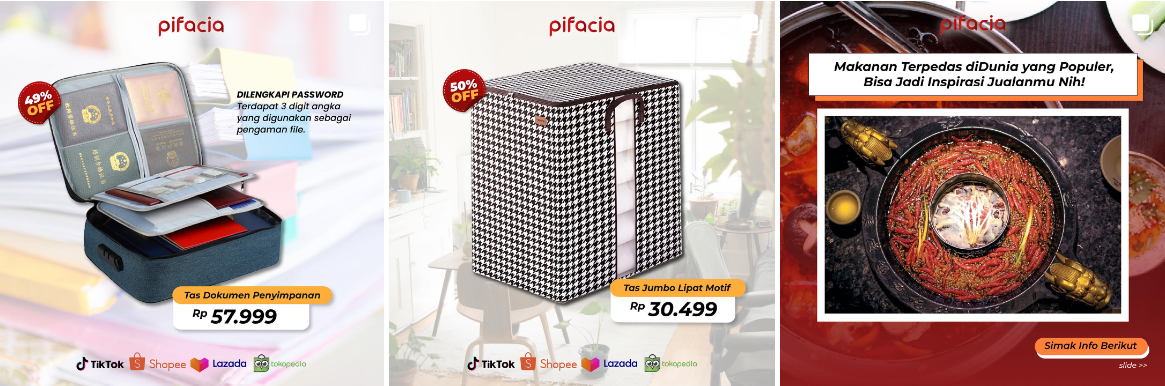 pifacia
49%
OFF
DILENGKAPI PASSWORD
Terdapat 3 digit angka
yang digunakan sebagai
pengaman file.
Tas Dokumen Penyimpanan
Rp 57.999
TikTok Shopee Lazada tokopedia
pifacia
50%
OFF
Tas Jumbo Lipat Motif
Rp 30.499
TikTok Shopee Lazada tokopedia
pifacia
Makanan Terpedas diDunia yang Populer,
Bisa Jadi Inspirasi Jualanmu Nih!
Simak Info Berikut
slide >>